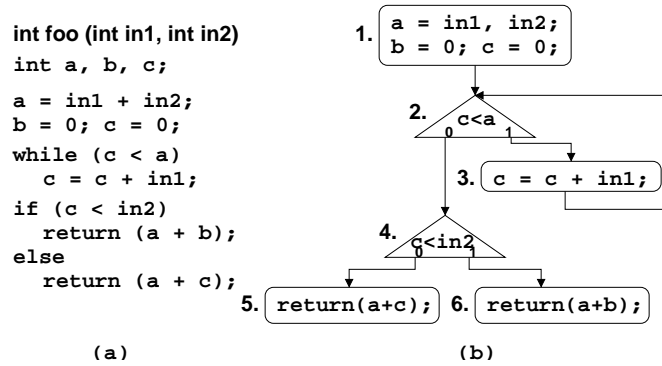 int foo (int in1, int in2)
int a, b, c;
a = in1 + in2;
b = 0; c = 0;
while (c < a)
c = c + in1;
if (c < in2)
return (a + b);
else
return (a + c);
(a)
1.
a = in1, in2;
b = 0; c = 0;
2.
c<a
0 1
3.
c = c + in1;
4.
c<in2
0 1
5.
return(a+c);
6.
return(a+b);
(b)